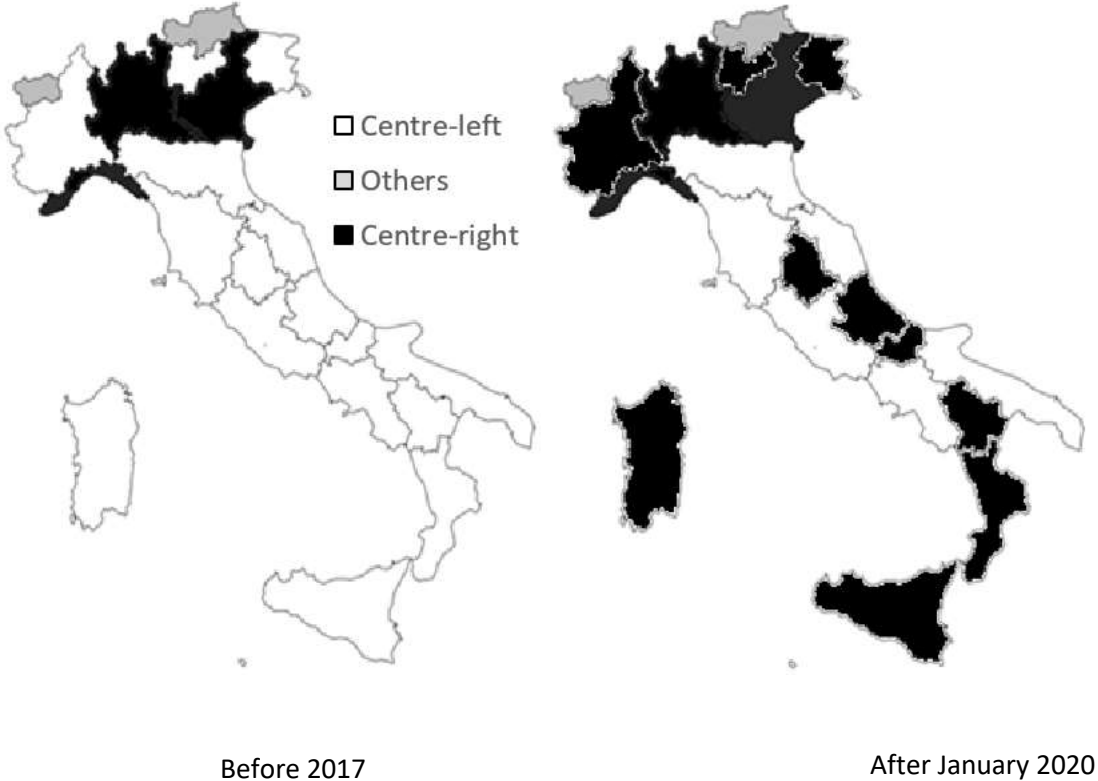 Centre-left
Others
Centre-right
Before 2017
After January 2020